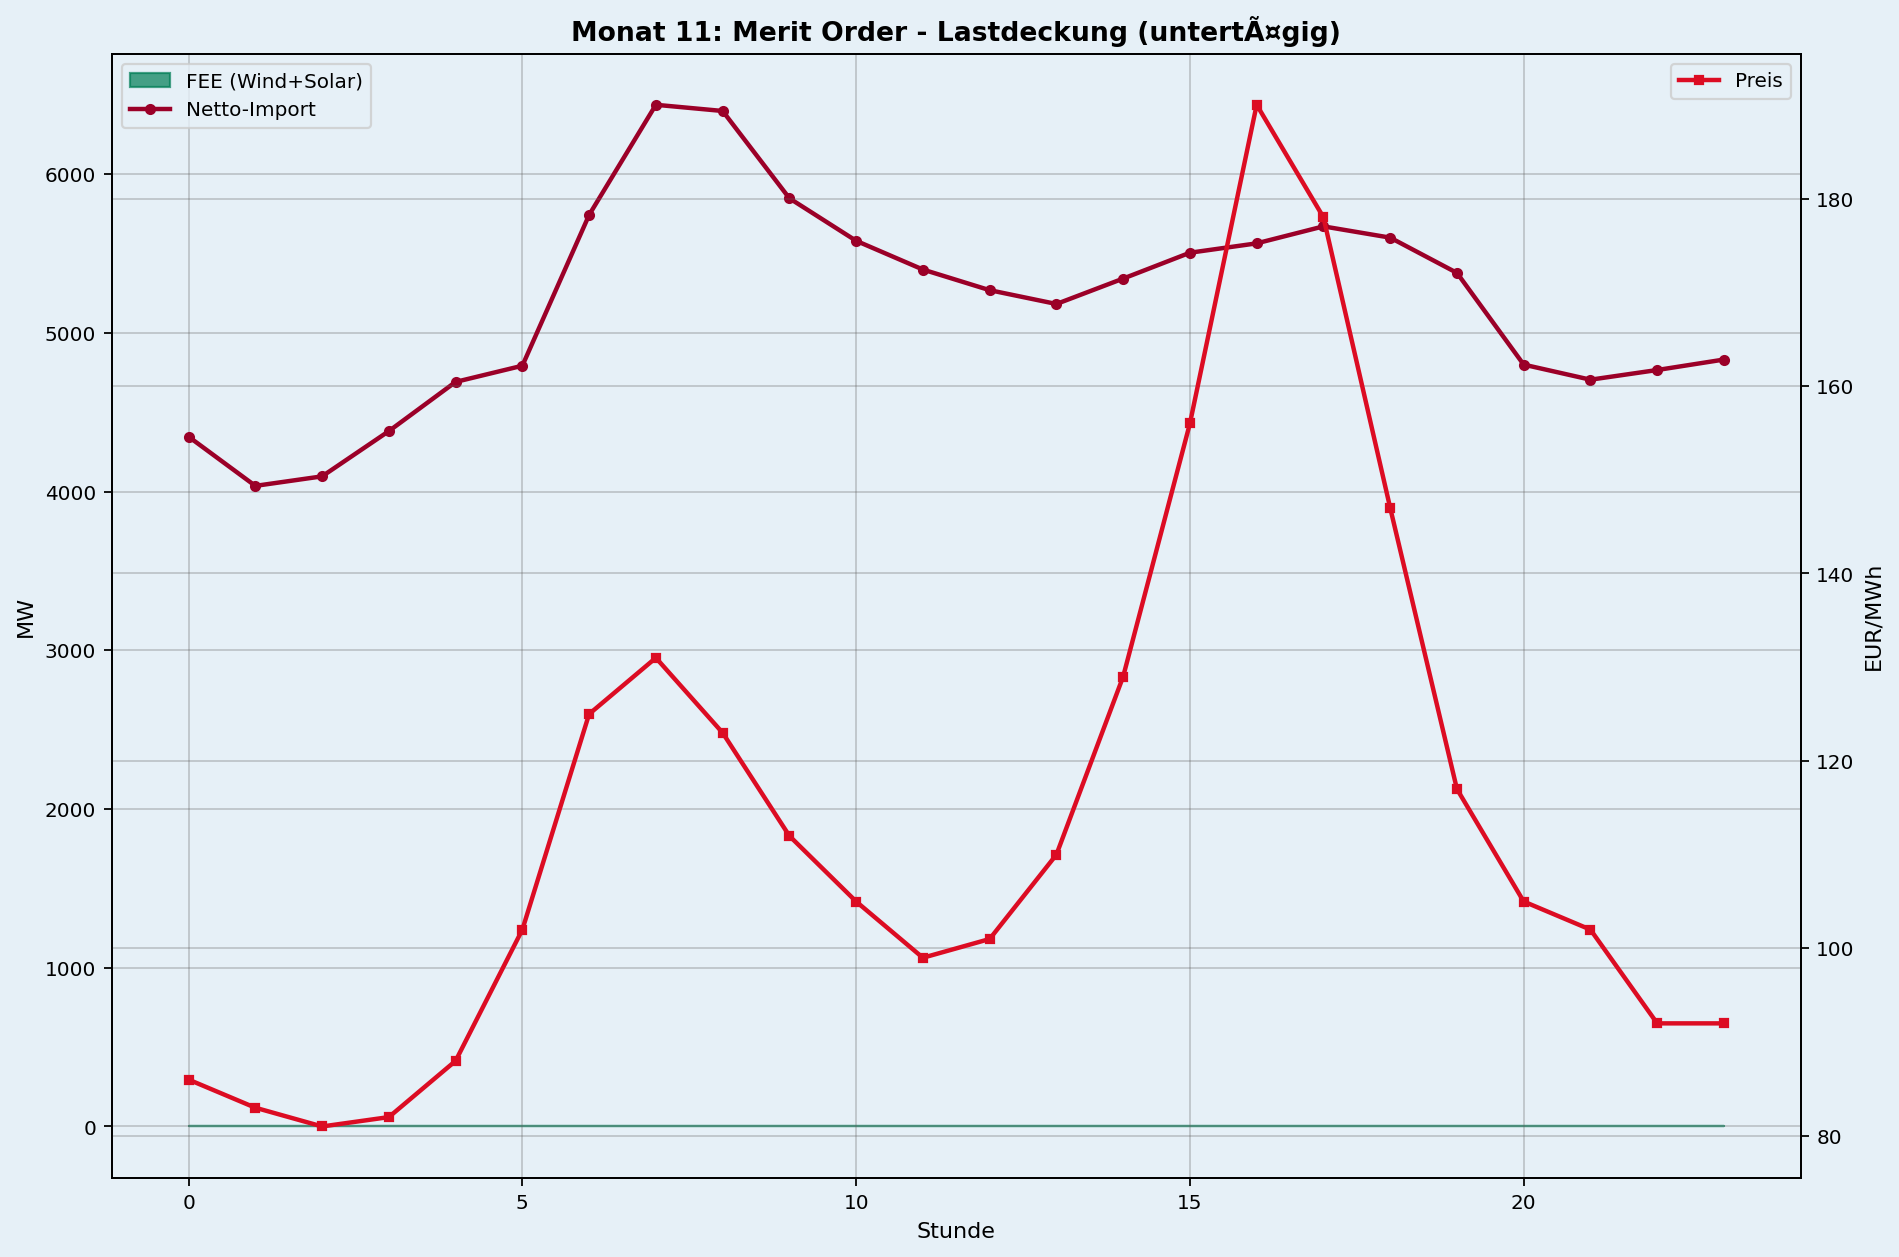 Monat 11: Merit Order - Lastdeckung (untertÃ¤gig)
FEE (Wind+Solar)
Netto-Import
Preis
MW
6000
5000
4000
3000
2000
1000
0
180
160
140
120
100
80
EUR/MWh
0
5
10
15
20
Stunde